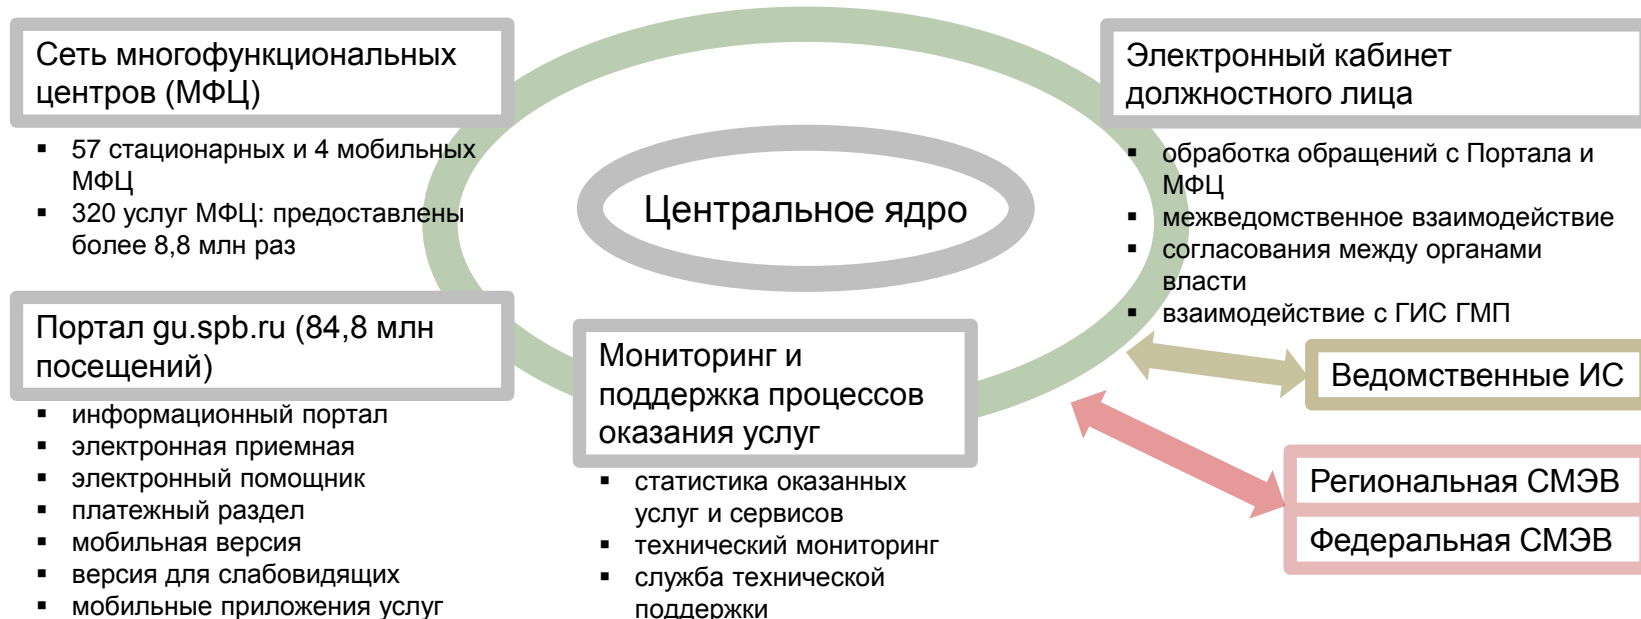 Сеть многофункциональных
центров (МФЦ)
▪ 57 стационарных и 4 мобильных
МФЦ
▪ 320 услуг МФЦ: предоставлены
более 8,8 млн раз
Портал gu.spb.ru (84,8 млн
посещений)
▪ информационный портал
▪ электронная приемная
▪ электронный помощник
▪ платежный раздел
▪ мобильная версия
▪ версия для слабовидящих
▪ мобильные приложения услуг
Центральное ядро
Мониторинг и
поддержка процессов
оказания услуг
▪ статистика оказанных
услуг и сервисов
▪ технический мониторинг
▪ служба технической
поддержки
Электронный кабинет
должностного лица
▪ обработка обращений с Портала и
МФЦ
▪ межведомственное взаимодействие
▪ согласования между органами
власти
▪ взаимодействие с ГИС ГМП
Ведомственные ИС
Региональная СМЭВ
Федеральная СМЭВ